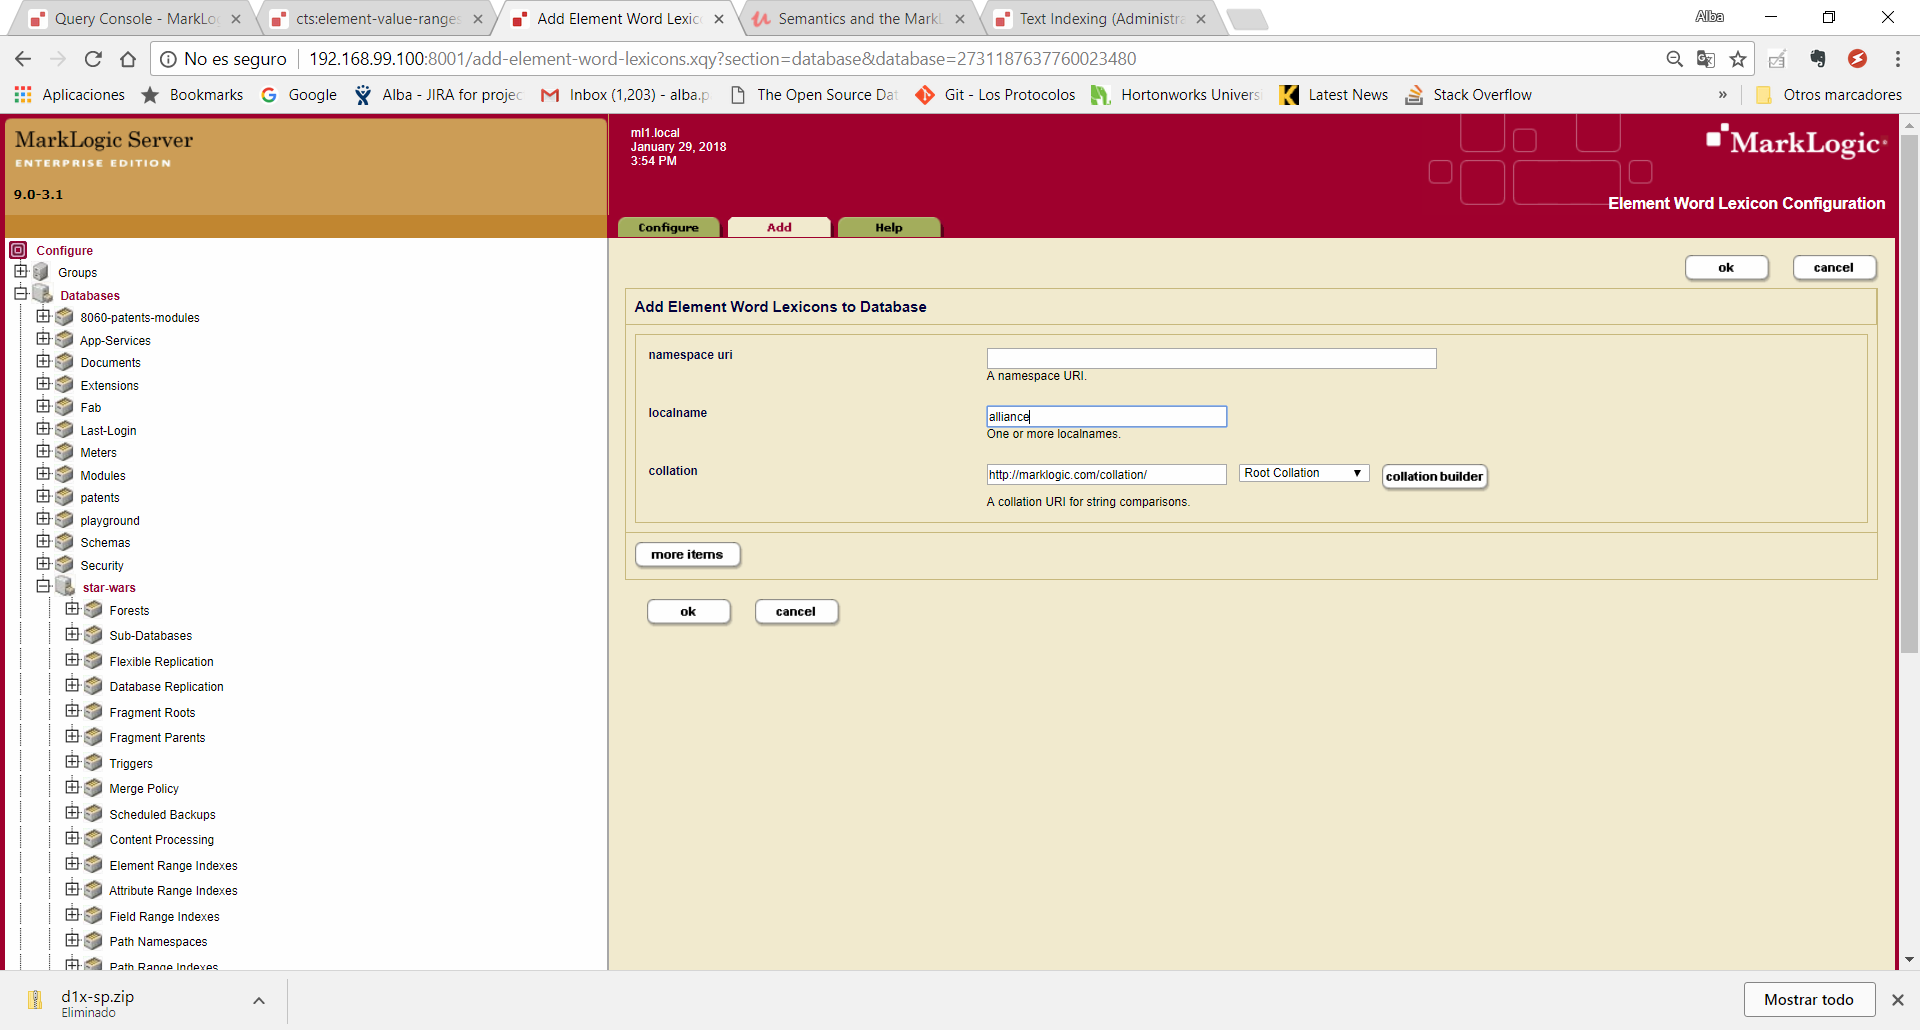 Query Console - MarkLo
cts:element-value-ranges
Add Element Word Lexico
Semantics and the MarkL
Text Indexing (Administra
Alba
No es seguro
192.168.99.100:8001/add-element-word-lexicons.xqy?section=database&database=2731187637760023480
Aplicaciones
Bookmarks
Google
Alba - JIRA for projec
Inbox (1,203) - alba.p
The Open Source Dat
Git - Los Protocolos
Hortonworks Universi
Latest News
Stack Overflow
»
Otros marcadores
MarkLogic Server
ENTERPRISE EDITION
9.0-3.1
ml1.local
January 29, 2018
3:54 PM
MarkLogic
Element Word Lexicon Configuration
Configure
Add
Help
Configure
Groups
Databases
8060-patents-modules
App-Services
Documents
Extensions
Fab
Last-Login
Meters
Modules
patents
playground
Schemas
Security
star-wars
Forests
Sub-Databases
Flexible Replication
Database Replication
Fragment Roots
Fragment Parents
Triggers
Merge Policy
Scheduled Backups
Content Processing
Element Range Indexes
Attribute Range Indexes
Field Range Indexes
Path Namespaces
Path Range Indexes
ok
cancel
Add Element Word Lexicons to Database
namespace uri
A namespace URI.
localname
alliance
One or more localnames.
collation
http://marklogic.com/collation/
Root Collation
collation builder
A collation URI for string comparisons.
more items
ok
cancel
d1x-sp.zip
Eliminado
Mostrar todo